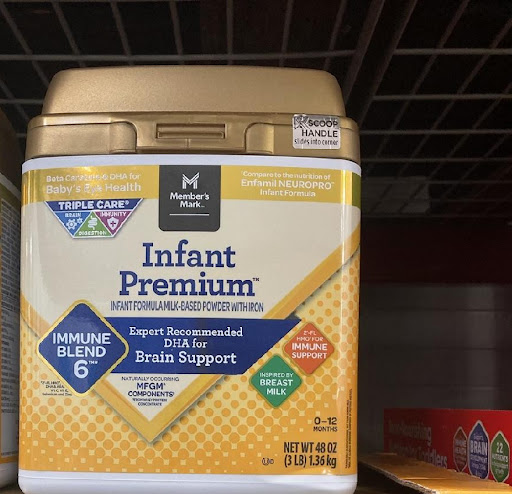 SCOOP
HANDLE
slides into corner
Beta Carotene & DHA for
Baby's Eye Health
Compare to the nutrition of
Enfamil NEUROPRO
Infant Formula
M
Member's
Mark
TRIPLE CARE®
BRAIN
IMMUNITY
DIGESTION
Infant
Premium™
INFANT FORMULA MILK-BASED POWDER WITH IRON
Expert Recommended
DHA for
Brain Support
IMMUNE
BLEND
6
2'-FL
HMO FOR
IMMUNE
SUPPORT
INSPIRED BY
BREAST
MILK
NATURALLY OCCURRING
MFGM*
COMPONENTS
0–12
MONTHS
NET WT 48 OZ
(3 LB) 1.36 kg
BRAIN
22